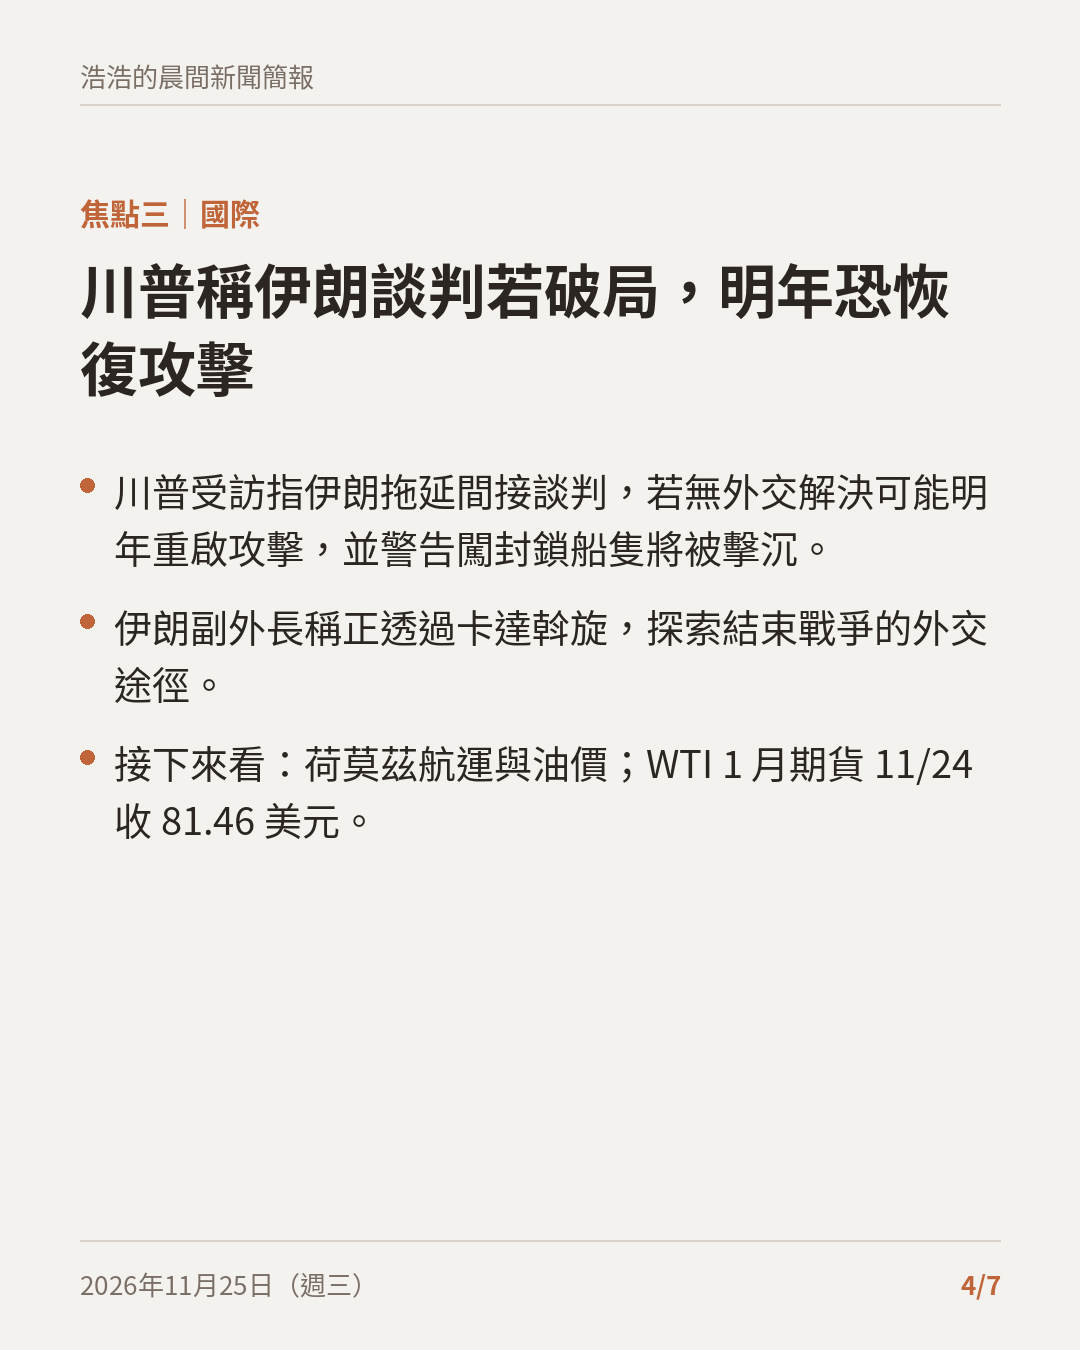 浩浩的晨間新聞簡報
焦點三｜國際
川普稱伊朗談判若破局，明年恐恢
復攻擊
川普受訪指伊朗拖延間接談判，若無外交解決可能明
年重啟攻擊，並警告闖封鎖船隻將被擊沉。
伊朗副外長稱正透過卡達斡旋，探索結束戰爭的外交
途徑。
接下來看：荷莫茲航運與油價；WTI 1 月期貨 11/24
收 81.46 美元。
2026年11月25日（週三）
4/7